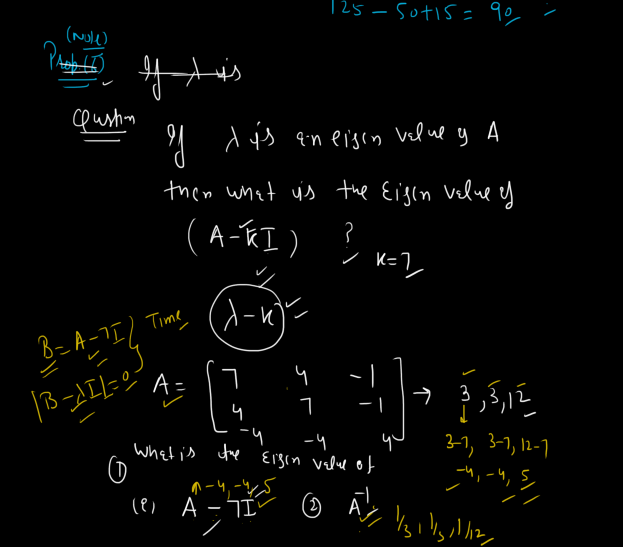 125 - 50+15 = 90
(Note)
Prop(I) If λ is
Question
If λ is an eigen value of A
then what is the Eigen value of
(A - kI) ?
k=7
λ-k
B = A-7I } Time
|B-λI|=0
A = [ 7 4 -1
4 7 -1
-4 -4 4 ] → 3, 3, 12
3-7, 3-7, 12-7
-4, -4, 5
① What is the Eigen value of
→ -4, -4, 5
(i) A - 7I ② A⁻¹ 1/3, 1/3, 1/12